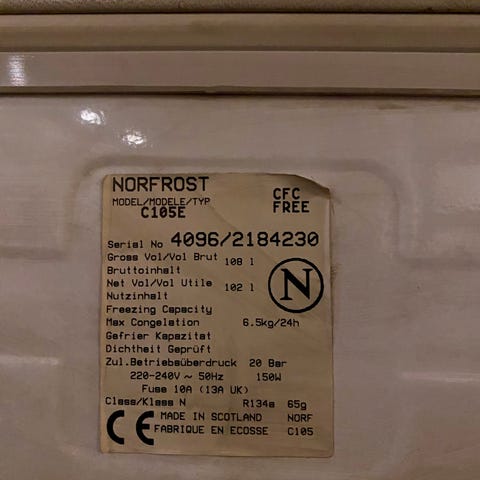 NORFROST
CFC
FREE
MODEL/MODELE/TYP
C105E
Serial No 4096/2184230
Gross Vol/Vol Brut 108 l
Bruttoinhalt
Net Vol/Vol Utile 102 l
Nutzinhalt
N
Freezing Capacity
Max Congelation 6.5kg/24h
Gefrier Kapazitat
Dichtheit Geprüft
Zul.Betriebsüberdruck 20 Bar
220-240V ~ 50Hz 150W
Fuse 10A (13A UK)
Class/Klass N R134a 65g
CE MADE IN SCOTLAND NORF
FABRIQUE EN ECOSSE C105